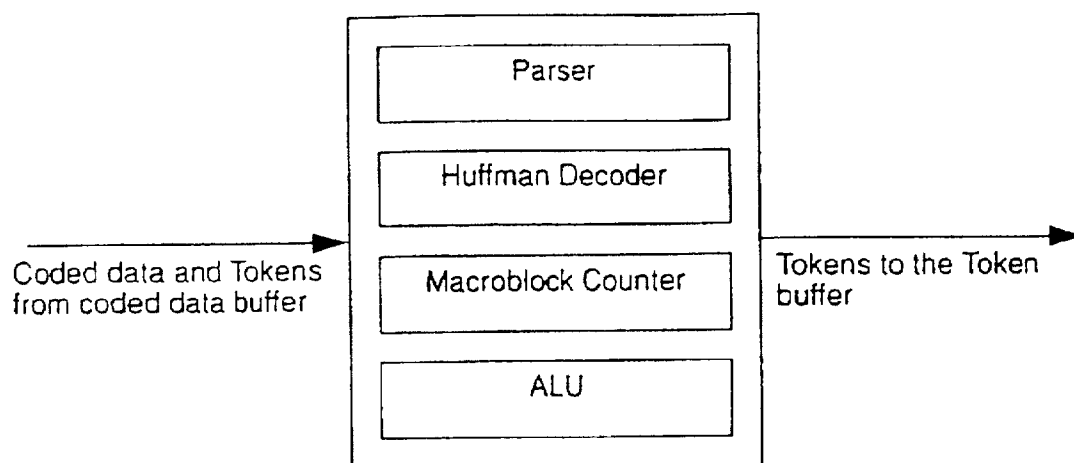 Parser
Huffman Decoder
Macroblock Counter
ALU
Coded data and Tokens
from coded data buffer
Tokens to the Token
buffer